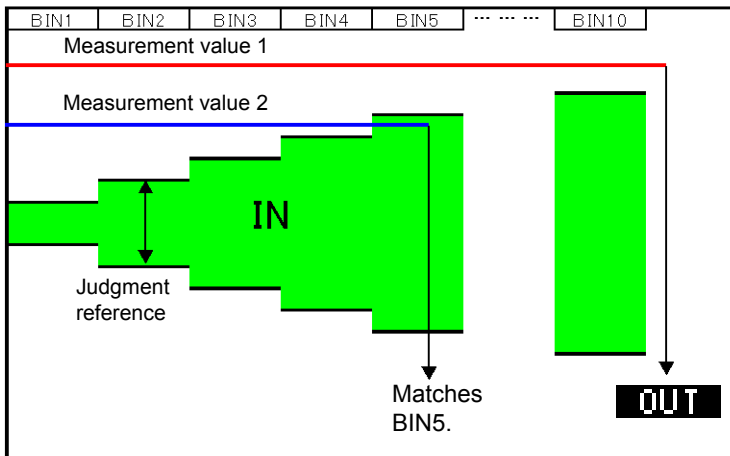 BIN1 BIN2 BIN3 BIN4 BIN5 ... ... ... BIN10
Measurement value 1
Measurement value 2
IN
Judgment
reference
Matches
BIN5.
OUT